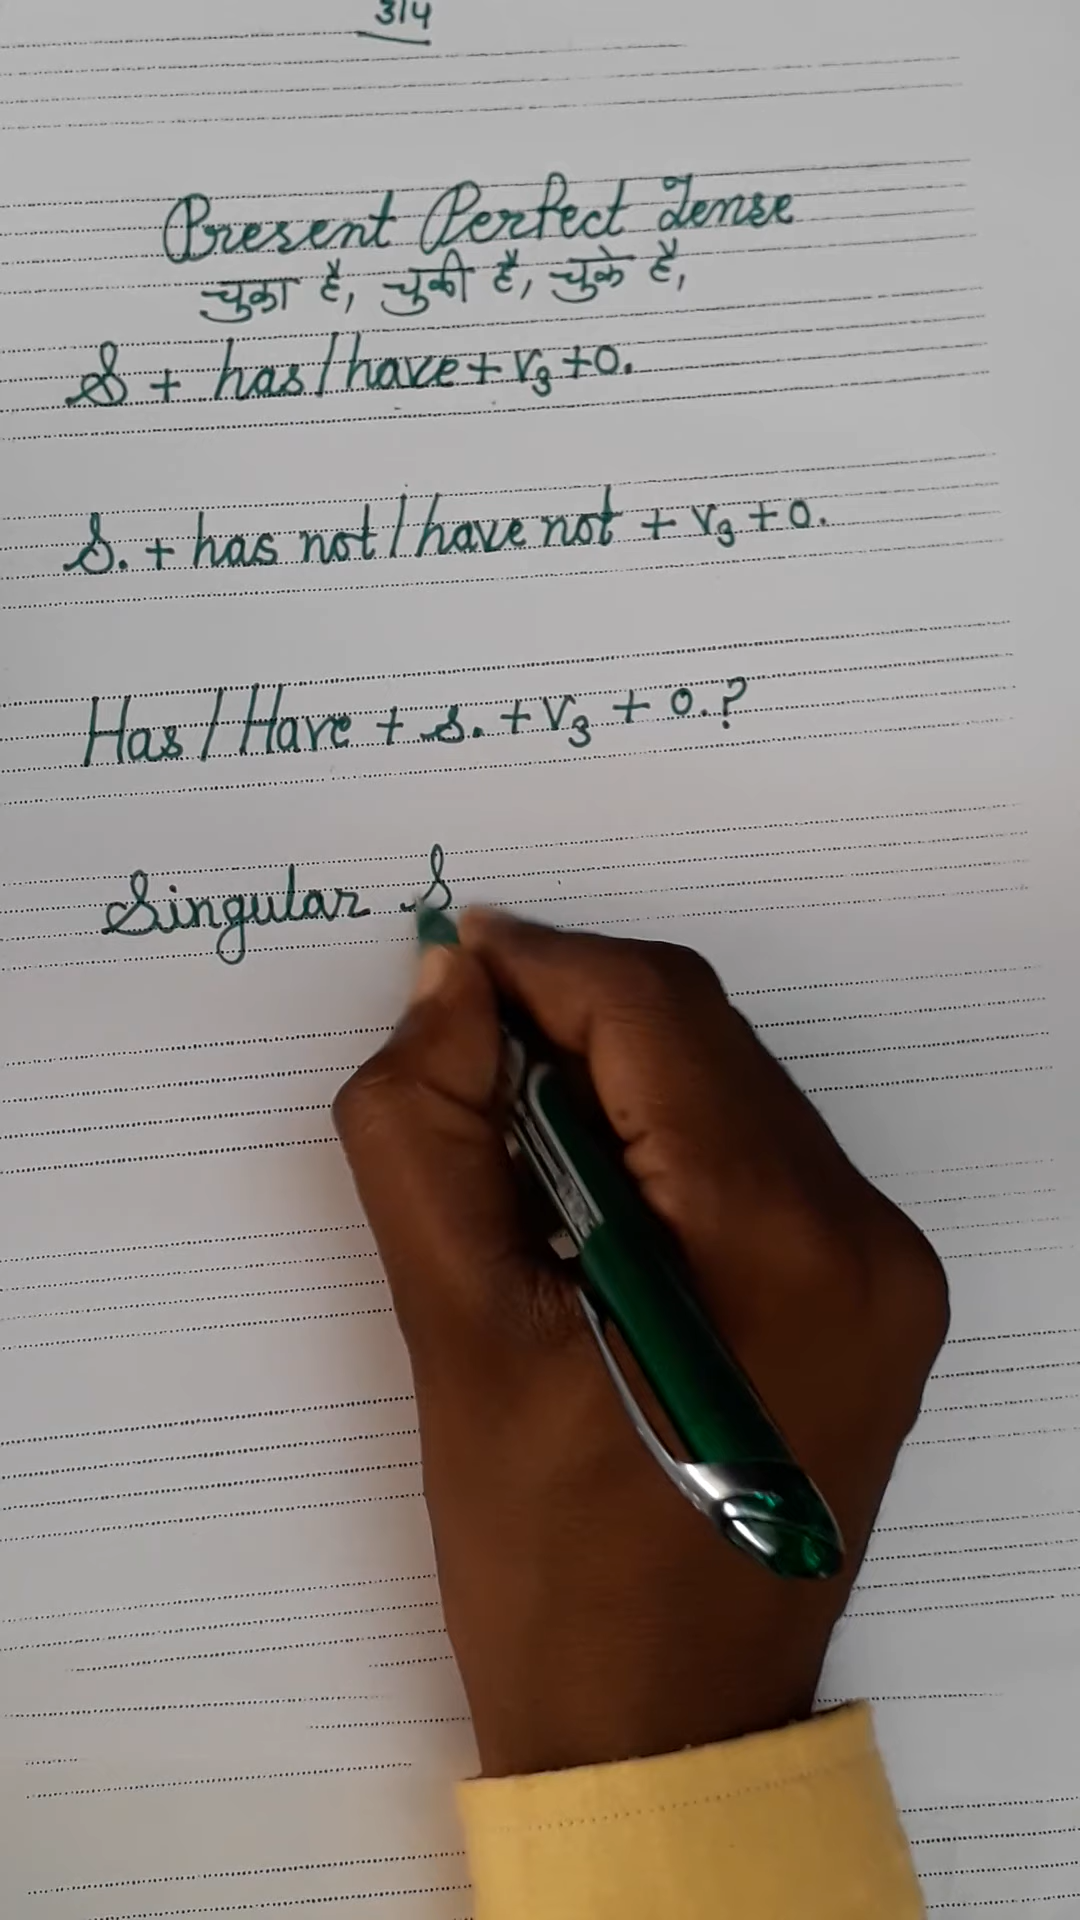 314
Present Perfect Tense
चुका है, चुकी है, चुके है,
S + has/have + V3 + O.
S. + has not/have not + V3 + O.
Has/Have + s. + V3 + O.?
Singular S